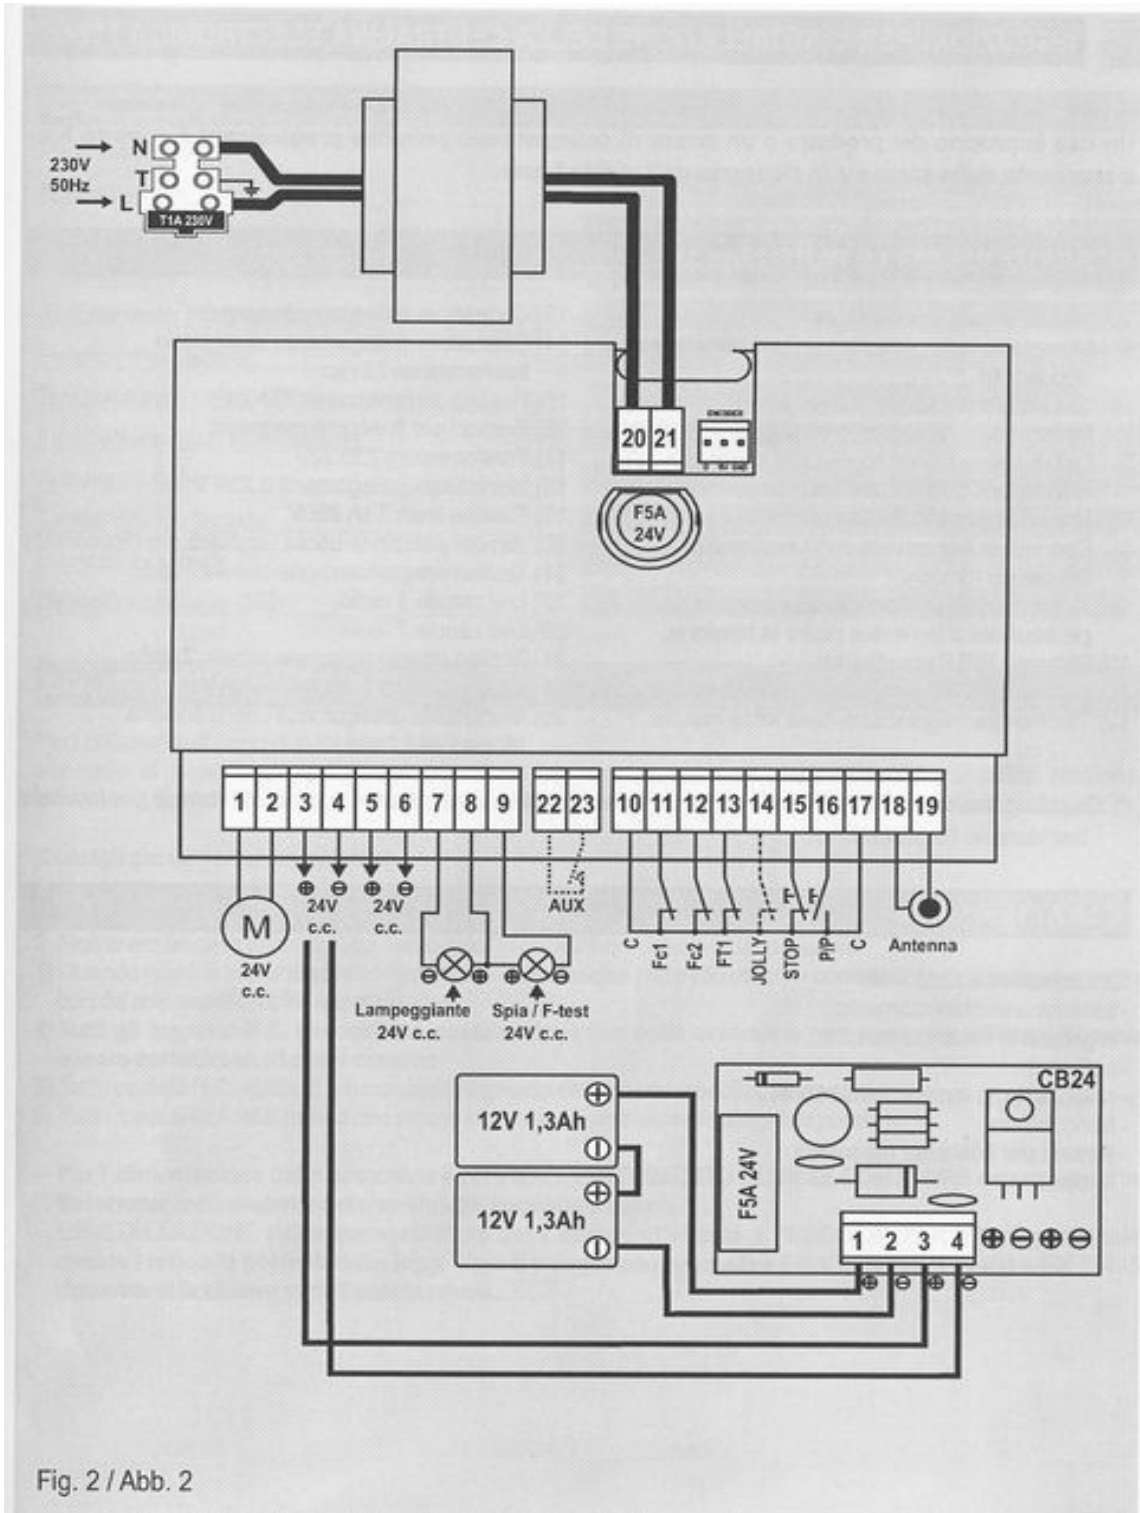 N
230V
50Hz
T
L
T1A 230V
20 21
ENCODER
F5A
24V
1 2 3 4 5 6 7 8 9 22 23 10 11 12 13 14 15 16 17 18 19
M
24V
c.c.
24V
c.c.
24V
c.c.
AUX
C
Fc1
Fc2
FT1
JOLLY
STOP
P/P
C
Antenna
Lampeggiante
24V c.c.
Spia / F-test
24V c.c.
12V 1,3Ah
12V 1,3Ah
CB24
F5A 24V
1 2 3 4
Fig. 2 / Abb. 2